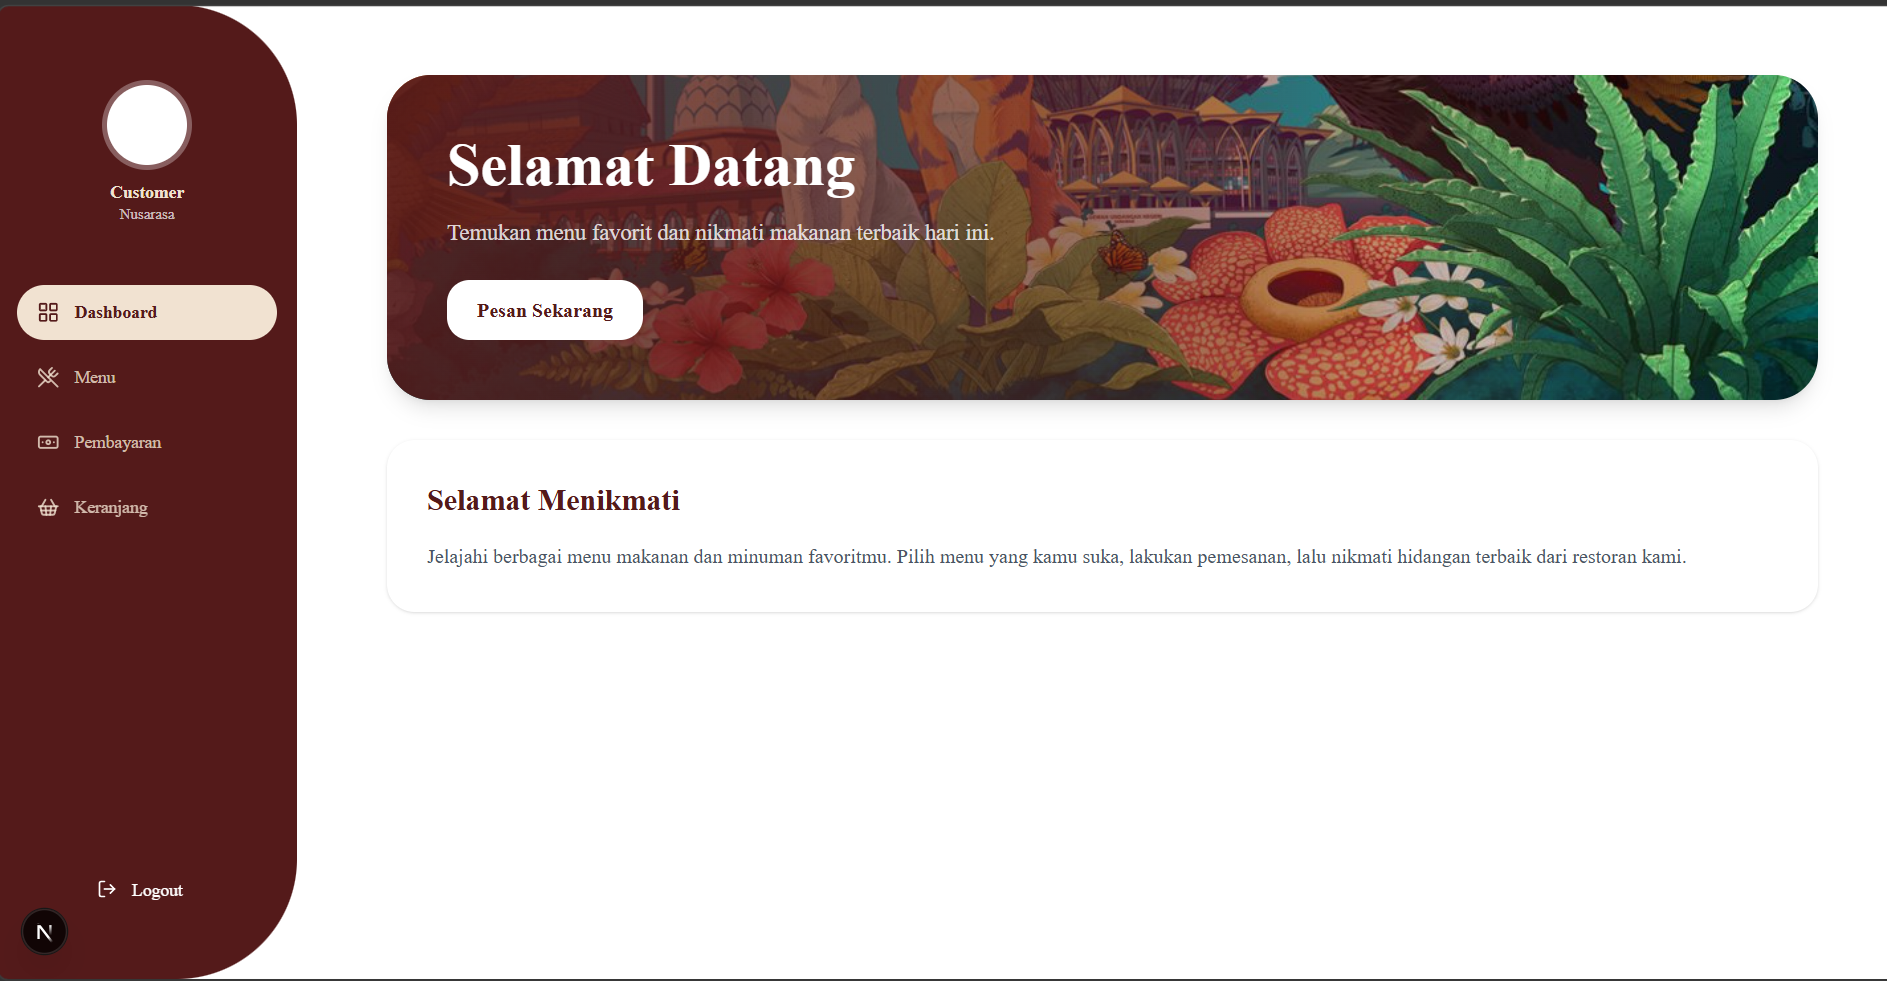 Customer
Nusarasa
Dashboard
Menu
Pembayaran
Keranjang
Logout
N
Selamat Datang
Temukan menu favorit dan nikmati makanan terbaik hari ini.
Pesan Sekarang
Selamat Menikmati
Jelajahi berbagai menu makanan dan minuman favoritmu. Pilih menu yang kamu suka, lakukan pemesanan, lalu nikmati hidangan terbaik dari restoran kami.